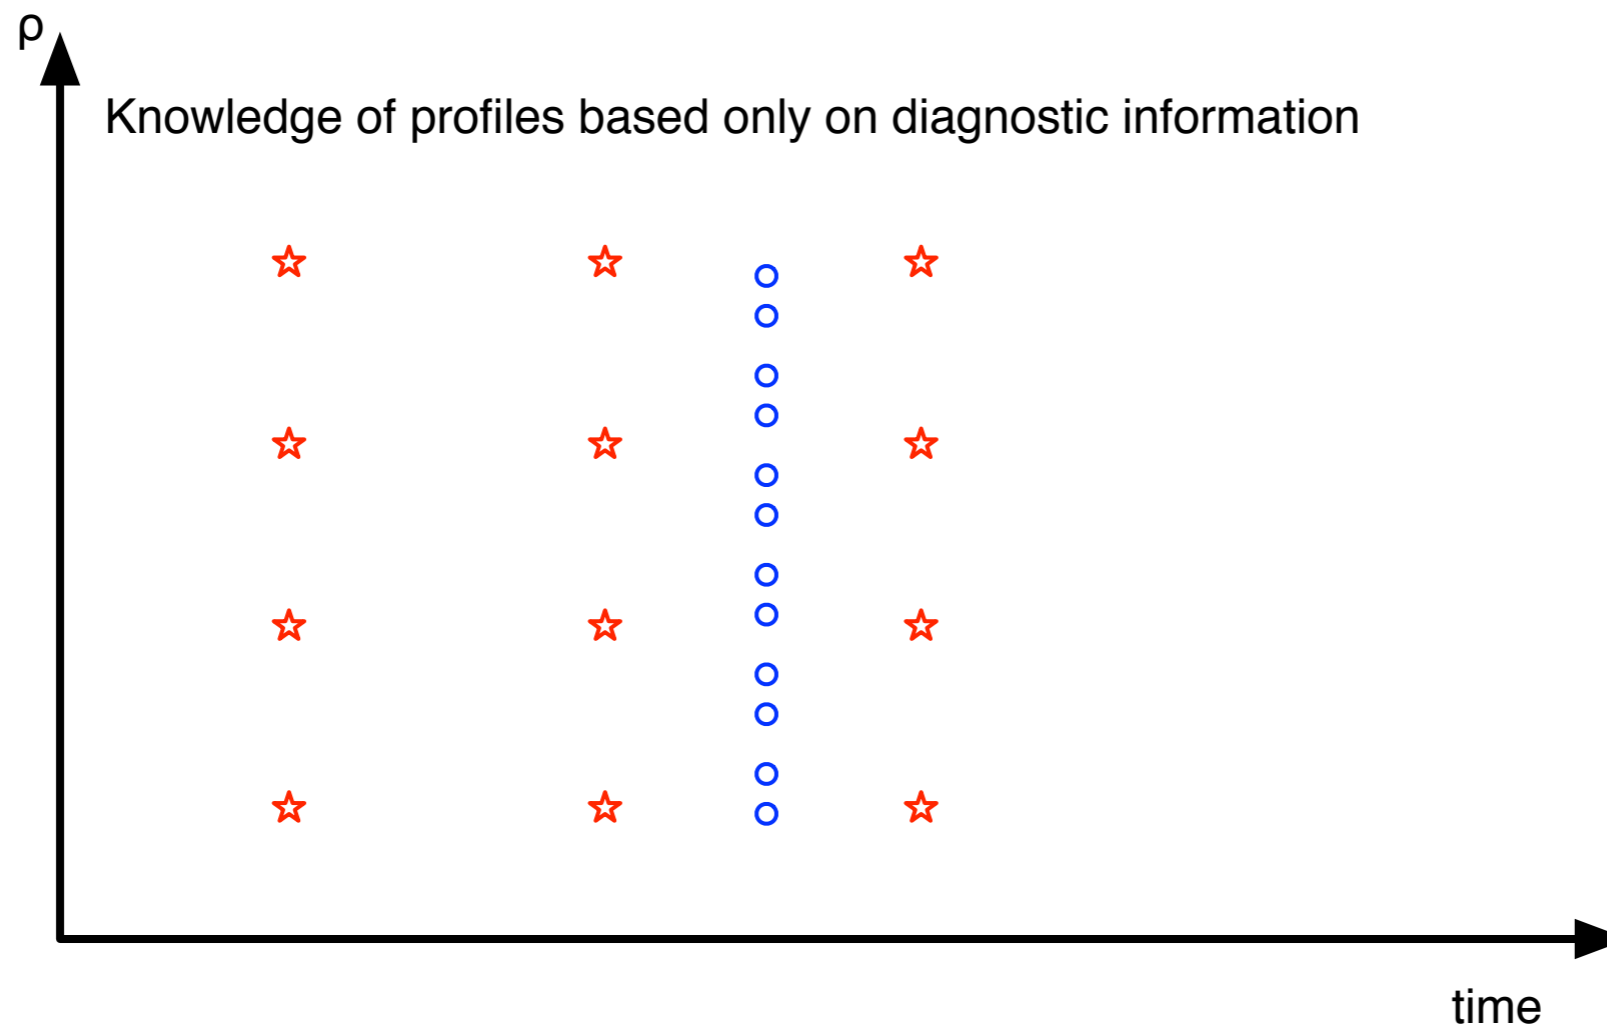 ρ
Knowledge of profiles based only on diagnostic information
time